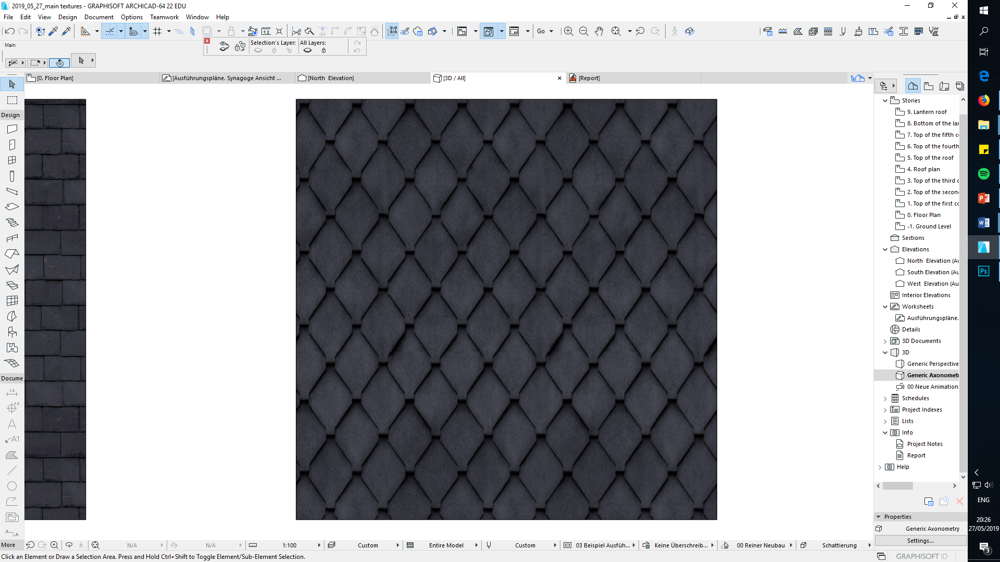 2019_05_27_main textures - GRAPHISOFT ARCHICAD-64 22 EDU
File Edit View Design Document Options Teamwork Window Help
Go
Main:
Selection's Layer: All Layers:
[0. Floor Plan] [Ausführungspläne. Synagoge Ansicht ... [North Elevation] [3D / All] [Report]
Design
Docume
1.2
A
A1
More
Stories
9. Lantern roof
8. Bottom of the lar
7. Top of the fifth c
6. Top of the fourth
5. Top of the roof
4. Roof plan
3. Top of the third c
2. Top of the secon
1. Top of the first co
0. Floor Plan
-1. Ground Level
Sections
Elevations
North Elevation (Au
South Elevation (Au
West Elevation (Au
Interior Elevations
Worksheets
Ausführungspläne.
Details
3D Documents
3D
Generic Perspective
Generic Axonomet
00 Neue Animation
Schedules
Project Indexes
Lists
Info
Project Notes
Report
Help
Properties
Generic Axonometry
Settings...
N/A N/A 1:100 Custom Entire Model Custom 03 Beispiel Ausfüh... Keine Überschreib... 00 Reiner Neubau Schattierung
Click an Element or Draw a Selection Area. Press and Hold Ctrl+Shift to Toggle Element/Sub-Element Selection.
GRAPHISOFT ID
Ps
ENG
20:26
27/05/2019
3